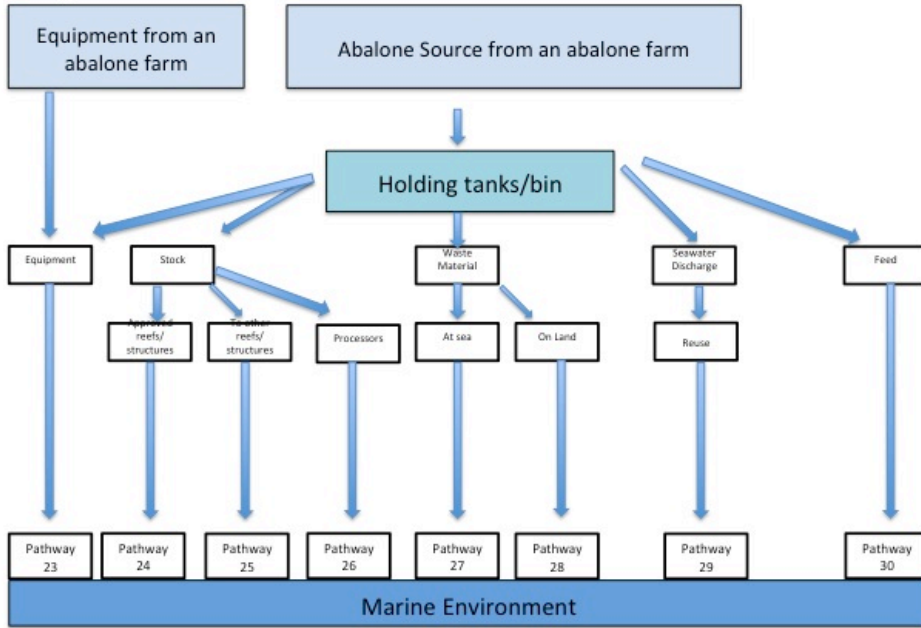 Equipment from an
abalone farm
Abalone Source from an abalone farm
Holding tanks/bin
Equipment
Stock
Waste
Material
Seawater
Discharge
Feed
Approved
reefs/
structures
To other
reefs/
structures
Processors
At sea
On Land
Reuse
Pathway
23
Pathway
24
Pathway
25
Pathway
26
Pathway
27
Pathway
28
Pathway
29
Pathway
30
Marine Environment